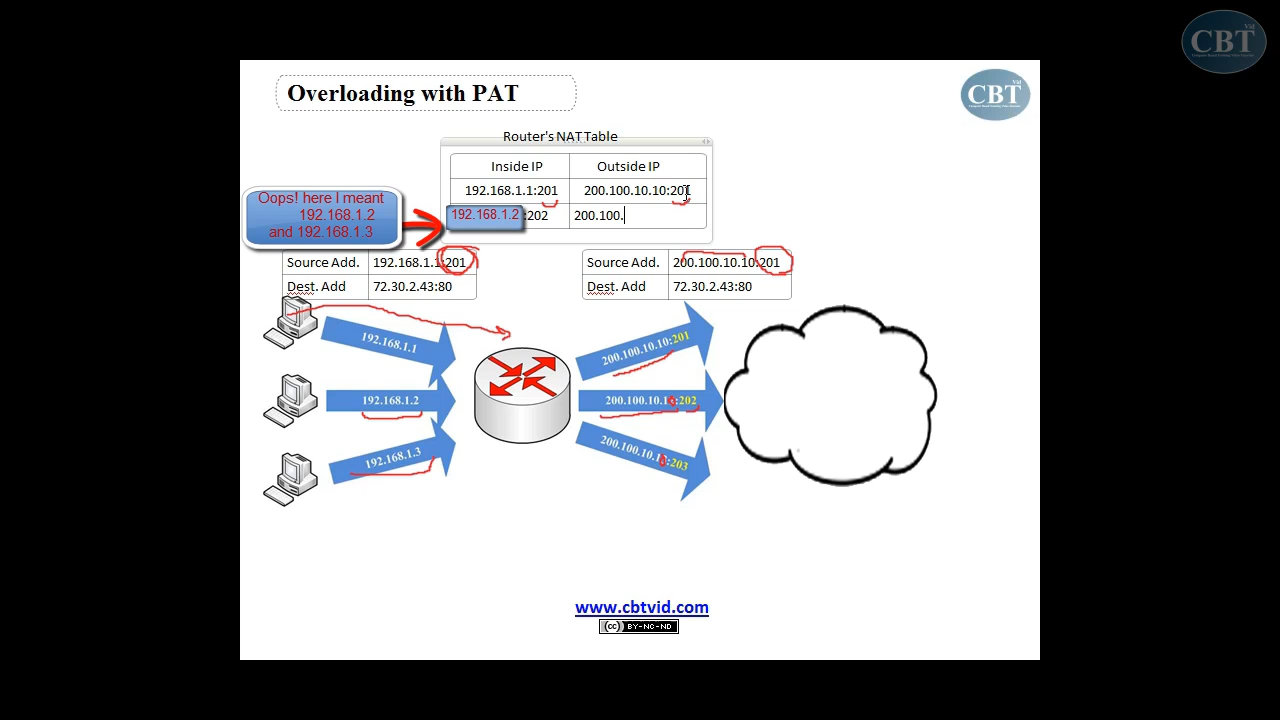 Vid
CBT
Overloading with PAT
Vid
CBT
Router's NAT Table
Inside IP Outside IP
192.168.1.1:201 200.100.10.10:201
Oops! here I meant
192.168.1.2
and 192.168.1.3
192.168.1.2 :202 200.100.
Source Add. 192.168.1.1:201
Dest. Add 72.30.2.43:80
Source Add. 200.100.10.10:201
Dest. Add 72.30.2.43:80
192.168.1.1
200.100.10.10:201
192.168.1.2
200.100.10.10:202
192.168.1.3
200.100.10.10:203
www.cbtvid.com
cc BY-NC-ND